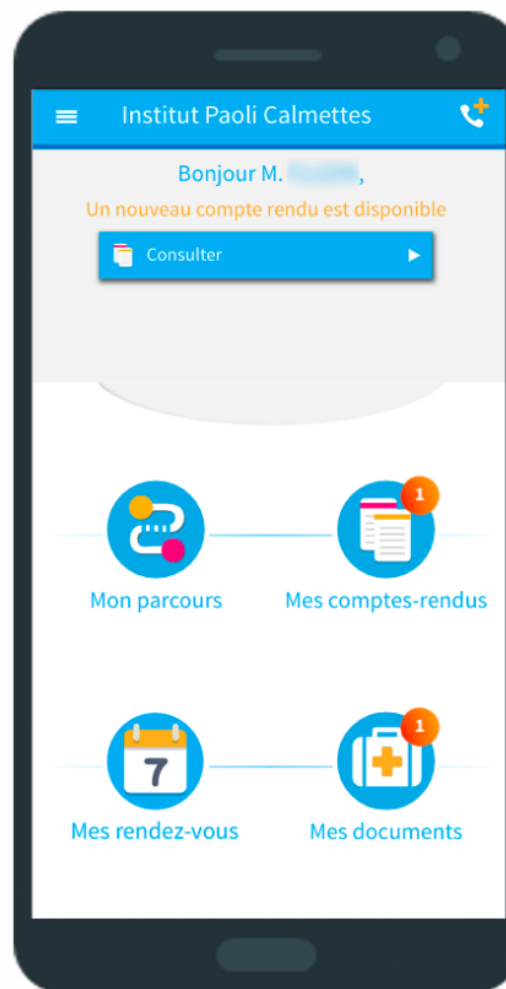 Institut Paoli Calmettes
Bonjour M. ,
Un nouveau compte rendu est disponible
Consulter
1
Mon parcours
Mes comptes-rendus
7
1
Mes rendez-vous
Mes documents